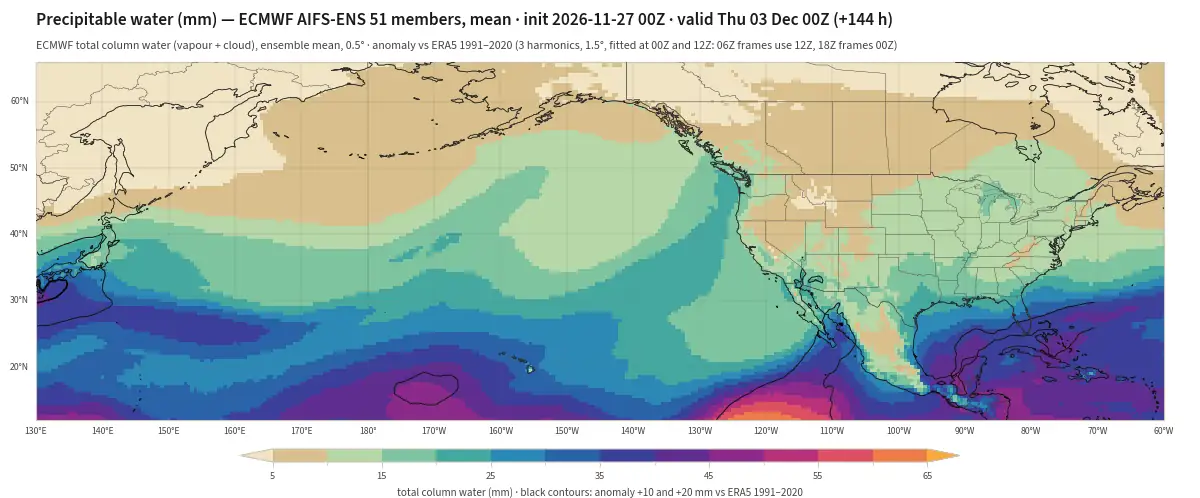 Precipitable water (mm) — ECMWF AIFS-ENS 51 members, mean · init 2026-11-27 00Z · valid Thu 03 Dec 00Z (+144 h)
ECMWF total column water (vapour + cloud), ensemble mean, 0.5° · anomaly vs ERA5 1991–2020 (3 harmonics, 1.5°, fitted at 00Z and 12Z: 06Z frames use 12Z, 18Z frames 00Z)
60°N
50°N
40°N
30°N
20°N
130°E 140°E 150°E 160°E 170°E 180° 170°W 160°W 150°W 140°W 130°W 120°W 110°W 100°W 90°W 80°W 70°W 60°W
5 15 25 35 45 55 65
total column water (mm) · black contours: anomaly +10 and +20 mm vs ERA5 1991–2020